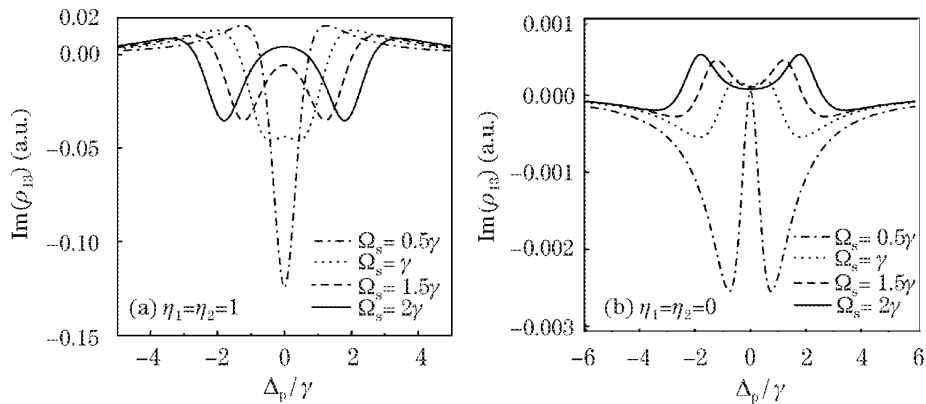 0.02
0.00
−0.05
−0.10
−0.15
Im(ρ₁₃) (a.u.)
Ωₛ= 0.5γ
Ωₛ= γ
Ωₛ= 1.5γ
Ωₛ= 2γ
(a) η₁=η₂=1
−4 −2 0 2 4
Δₚ/γ
0.001
0.000
−0.001
−0.002
−0.003
Im(ρ₁₃) (a.u.)
Ωₛ= 0.5γ
Ωₛ= γ
Ωₛ= 1.5γ
Ωₛ= 2γ
(b) η₁=η₂=0
−6 −4 −2 0 2 4 6
Δₚ/γ